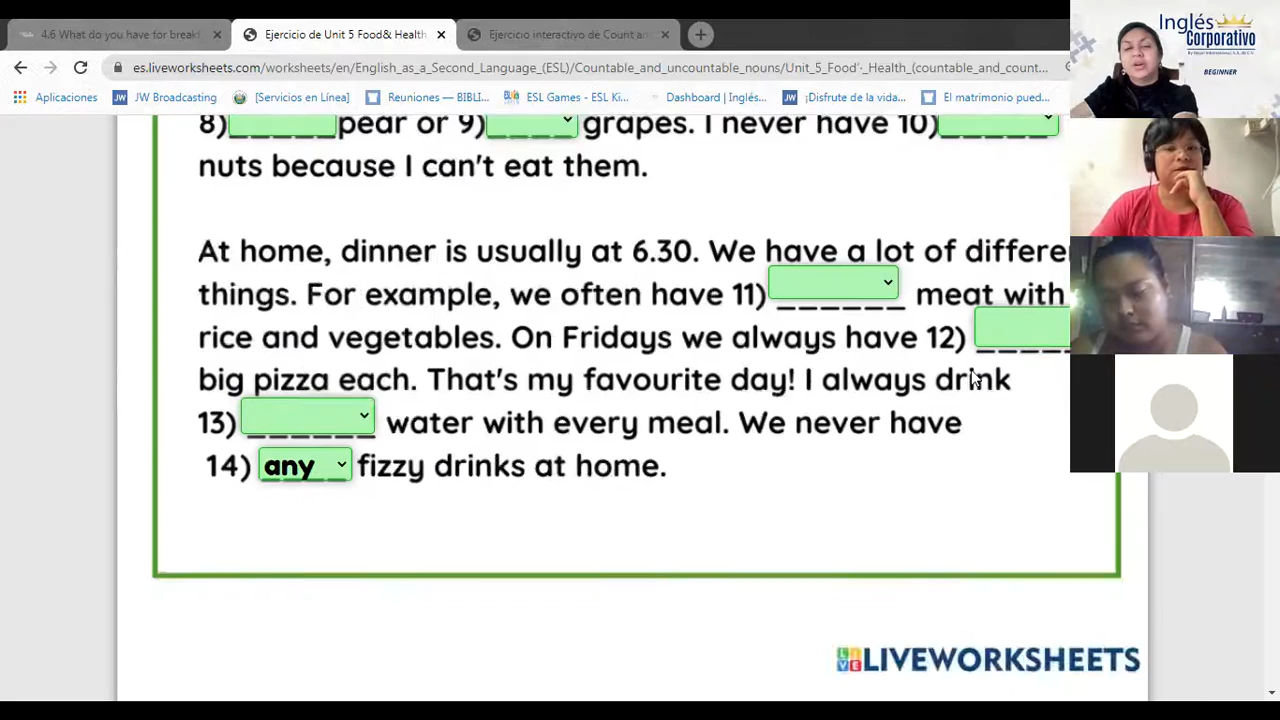 4.6 What do you have for break
Ejercicio de Unit 5 Food& Health
Ejercicio interactivo de Count an
es.liveworksheets.com/worksheets/en/English_as_a_Second_Language_(ESL)/Countable_and_uncountable_nouns/Unit_5_Food'-_Health_(countable_and_count...
Aplicaciones
JW Broadcasting
[Servicios en Línea]
Reuniones — BIBLI...
ESL Games - ESL Ki...
Dashboard | Inglés...
¡Disfrute de la vida...
El matrimonio pued...
8) pear or 9) grapes. I never have 10)
nuts because I can't eat them.
At home, dinner is usually at 6.30. We have a lot of differe
things. For example, we often have 11) ______ meat with
rice and vegetables. On Fridays we always have 12)
big pizza each. That's my favourite day! I always drink
13) ______ water with every meal. We never have
14) any fizzy drinks at home.
LIVEWORKSHEETS
Inglés
Corporativo
BEGINNER